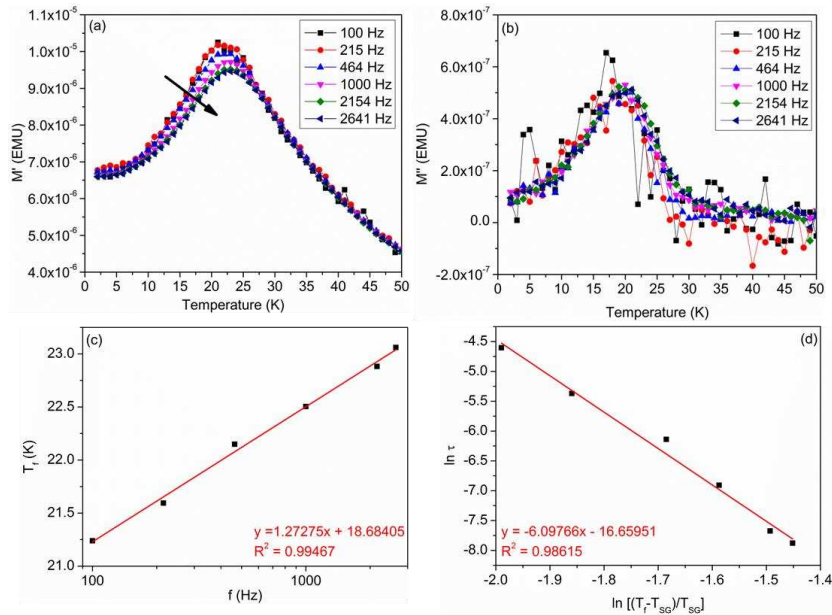 (a)
100 Hz
215 Hz
464 Hz
1000 Hz
2154 Hz
2641 Hz
M' (EMU)
1.1x10⁻⁵
1.0x10⁻⁵
9.0x10⁻⁶
8.0x10⁻⁶
7.0x10⁻⁶
6.0x10⁻⁶
5.0x10⁻⁶
4.0x10⁻⁶
0 5 10 15 20 25 30 35 40 45 50
Temperature (K)
(b)
100 Hz
215 Hz
464 Hz
1000 Hz
2154 Hz
2641 Hz
M'' (EMU)
8.0x10⁻⁷
6.0x10⁻⁷
4.0x10⁻⁷
2.0x10⁻⁷
0.0
-2.0x10⁻⁷
0 5 10 15 20 25 30 35 40 45 50
Temperature (K)
(c)
T_f (K)
23.0
22.5
22.0
21.5
21.0
y =1.27275x + 18.68405
R² = 0.99467
100 1000
f (Hz)
(d)
ln τ
-4.5
-5.0
-5.5
-6.0
-6.5
-7.0
-7.5
-8.0
y = -6.09766x - 16.65951
R² = 0.98615
-2.0 -1.9 -1.8 -1.7 -1.6 -1.5 -1.4
ln [(T_f-T_SG)/T_SG]